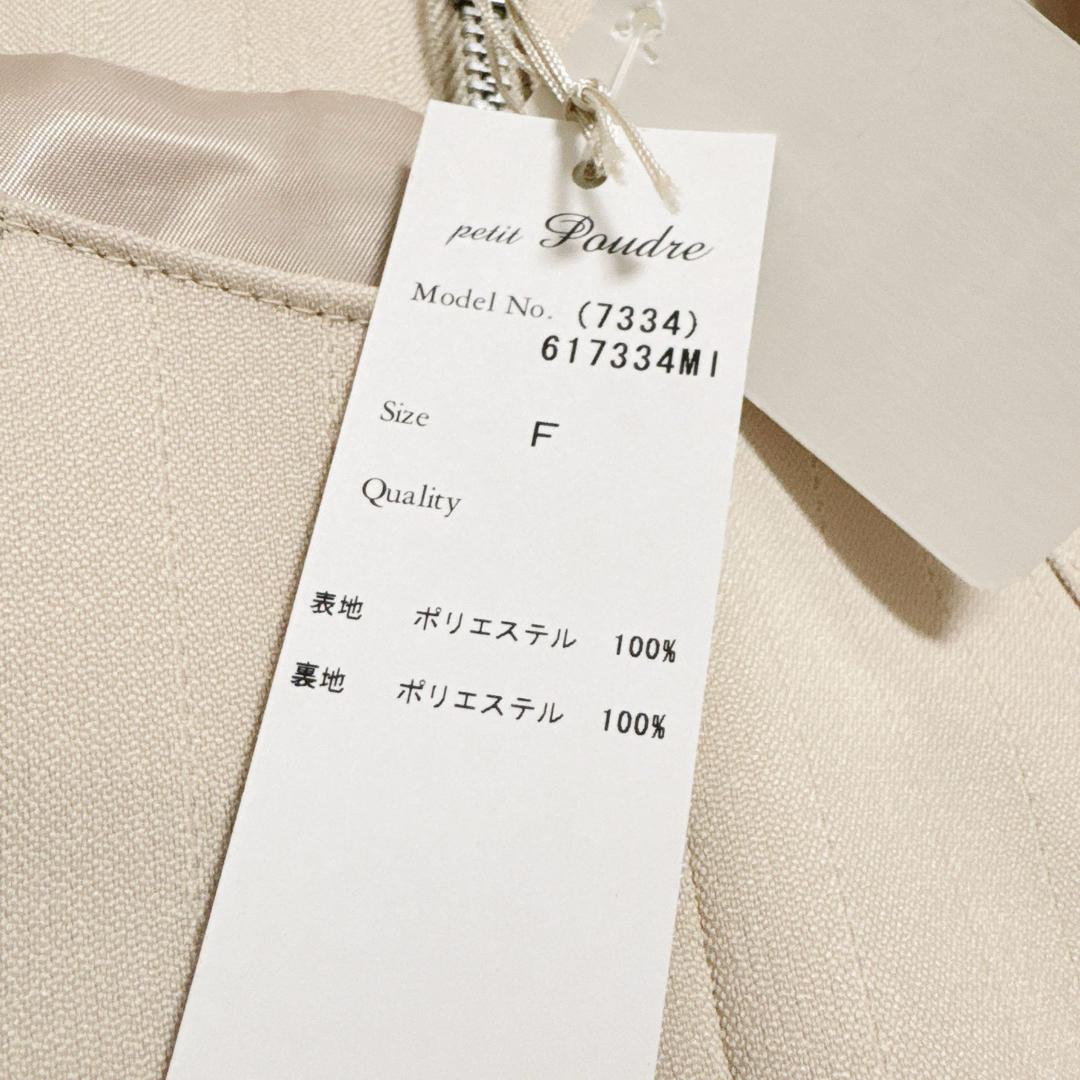 petit Poudre
Model No. (7334)
617334MI
Size F
Quality
表地 ポリエステル 100%
裏地 ポリエステル 100%